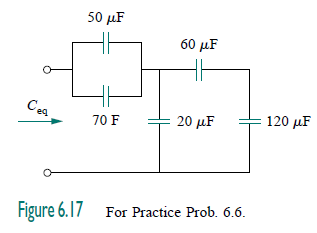 50 μF
60 μF
C_eq
70 F
20 μF
120 μF
Figure 6.17 For Practice Prob. 6.6.